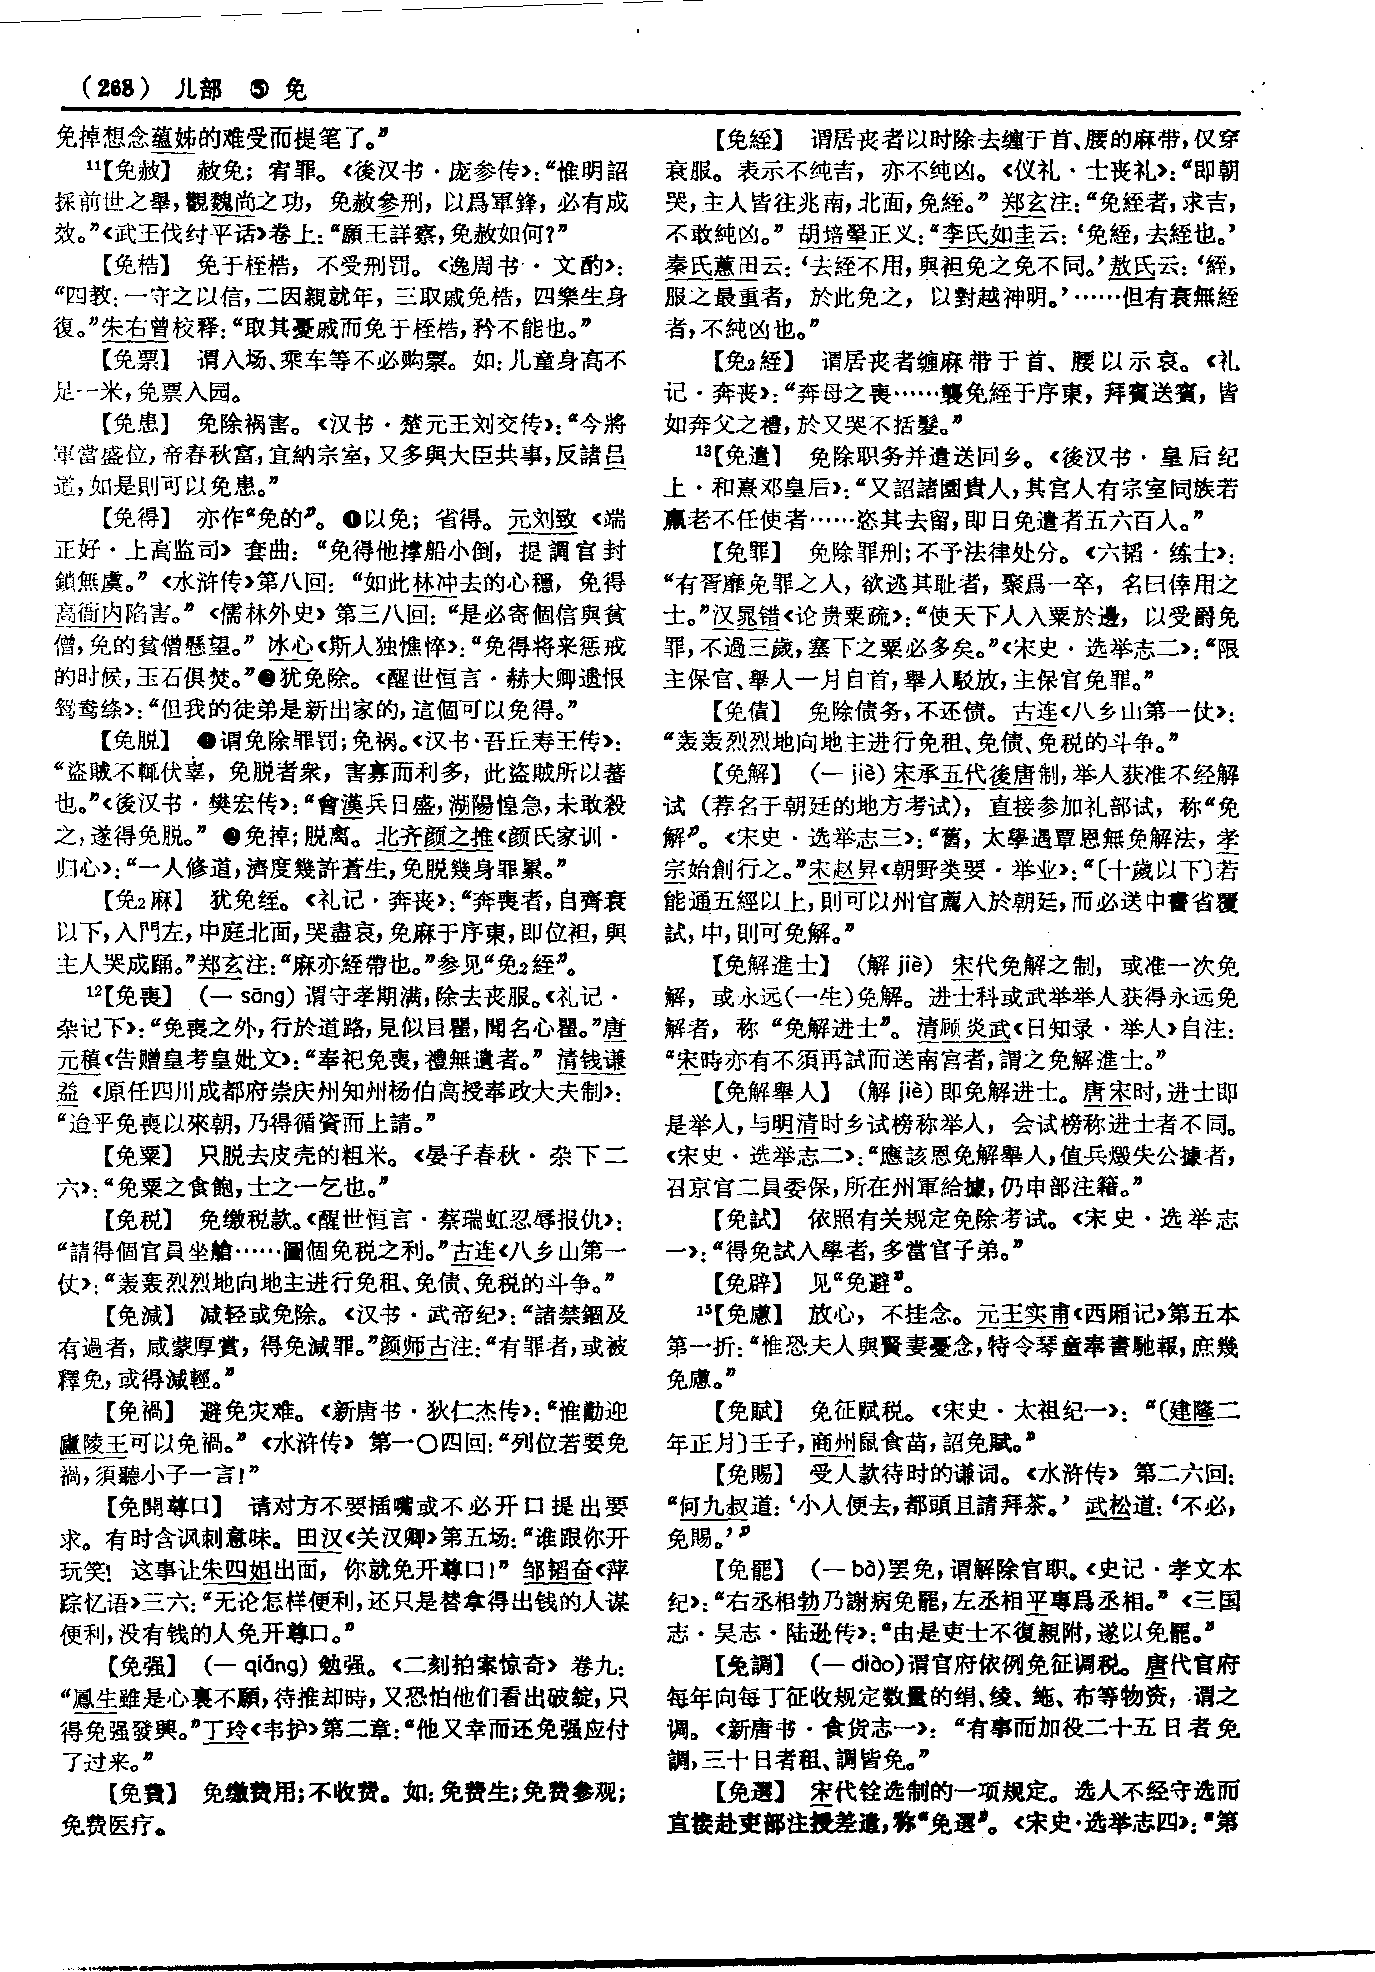 （268） 儿部 ⑤ 免
免掉想念蕴姊的难受而提笔了。”
11【免赦】 赦免；宥罪。《後汉书·庞参传》：“惟明詔
採前世之舉，觀魏尚之功，免赦參刑，以爲軍鋒，必有成
效。”《武王伐纣平话》卷上：“願王詳察，免赦如何？”
【免梏】 免于桎梏，不受刑罚。《逸周书·文酌》：
“四教：一守之以信，二因親就年，三取戚免梏，四樂生身
復。”朱右曾校释：“取其憂戚而免于桎梏，矜不能也。”
【免票】 谓入场、乘车等不必购票。如：儿童身高不
足一米，免票入园。
【免患】 免除祸害。《汉书·楚元王刘交传》：“今將
軍當盛位，帝春秋富，宜納宗室，又多與大臣共事，反諸吕
道，如是則可以免患。”
【免得】 亦作“免的”。❶以免；省得。元刘致《端
正好·上高监司》套曲：“免得他撑船小倒，提調官封
鎖無虞。”《水浒传》第八回：“如此林冲去的心穩，免得
高衙内陷害。”《儒林外史》第三八回：“是必寄個信與貧
僧，免的貧僧懸望。”冰心《斯人独憔悴》：“免得将来惩戒
的时候，玉石俱焚。”❷犹免除。《醒世恒言·赫大卿遗恨
鸳鸯绦》：“但我的徒弟是新出家的，這個可以免得。”
【免脱】 ❶谓免除罪罚；免祸。《汉书·吾丘寿王传》：
“盜賊不輒伏辜，免脱者衆，害寡而利多，此盜賊所以蕃
也。”《後汉书·樊宏传》：“會漢兵日盛，湖陽惶急，未敢殺
之，遂得免脱。” ❷免掉；脱离。北齐颜之推《颜氏家训·
归心》：“一人修道，濟度幾許蒼生，免脱幾身罪累。”
【免2麻】 犹免绖。《礼记·奔丧》：“奔喪者，自齊衰
以下，入門左，中庭北面，哭盡哀，免麻于序東，即位袒，與
主人哭成踊。”郑玄注：“麻亦絰帶也。”参见“免2絰”。
12【免喪】 （一 sāng）谓守孝期满，除去丧服。《礼记·
杂记下》：“免喪之外，行於道路，見似目瞿，聞名心瞿。”唐
元稹《告赠皇考皇妣文》：“奉祀免喪，禮無遺者。” 清钱谦
益《原任四川成都府崇庆州知州杨伯高授奉政大夫制》：
“迨乎免喪以來朝，乃得循資而上請。”
【免粟】 只脱去皮壳的粗米。《晏子春秋·杂下二
六》：“免粟之食飽，士之一乞也。”
【免税】 免缴税款。《醒世恒言·蔡瑞虹忍辱报仇》：
“請得個官員坐艙……圖個免税之利。”古连《八乡山第一
仗》：“轰轰烈烈地向地主进行免租、免债、免税的斗争。”
【免減】 减轻或免除。《汉书·武帝纪》：“諸禁錮及
有過者，咸蒙厚賞，得免減罪。”颜师古注：“有罪者，或被
釋免，或得減輕。”
【免禍】 避免灾难。《新唐书·狄仁杰传》：“惟勸迎
廬陵王可以免禍。”《水浒传》第一〇四回：“列位若要免
禍，須聽小子一言！”
【免開尊口】 请对方不要插嘴或不必开口提出要
求。有时含讽刺意味。田汉《关汉卿》第五场：“谁跟你开
玩笑！这事让朱四姐出面，你就免开尊口！”邹韬奋《萍
踪忆语》三六：“无论怎样便利，还只是替拿得出钱的人谋
便利，没有钱的人免开尊口。”
【免强】 （一 qiǎng）勉强。《二刻拍案惊奇》卷九：
“鳳生雖是心裏不願，待推却時，又恐怕他们看出破綻，只
得免强發興。”丁玲《韦护》第二章：“他又幸而还免强应付
了过来。”
【免費】 免缴费用；不收费。如：免费生；免费参观；
免费医疗。
【免絰】 谓居丧者以时除去缠于首、腰的麻带，仅穿
衰服。表示不纯吉，亦不纯凶。《仪礼·士丧礼》：“即朝
哭，主人皆往兆南，北面，免絰。” 郑玄注：“免絰者，求吉，
不敢純凶。” 胡培翬正义：“李氏如圭云：‘免絰，去絰也。’
秦氏蕙田云：‘去絰不用，與袒免之免不同。’敖氏云：‘絰，
服之最重者，於此免之，以對越神明。’……但有衰無絰
者，不純凶也。”
【免2絰】 谓居丧者缠麻带于首、腰以示哀。《礼
记·奔丧》：“奔母之喪……襲免絰于序東，拜賓送賓，皆
如奔父之禮，於又哭不括髮。”
13【免遣】 免除职务并遣送回乡。《後汉书·皇后纪
上·和熹邓皇后》：“又詔諸園貴人，其宫人有宗室同族若
羸老不任使者……恣其去留，即日免遣者五六百人。”
【免罪】 免除罪刑；不予法律处分。《六韬·练士》：
“有胥靡免罪之人，欲逃其耻者，聚爲一卒，名曰倖用之
士。”汉晁错《论贵粟疏》：“使天下人入粟於邊，以受爵免
罪，不過三歲，塞下之粟必多矣。”《宋史·选举志二》：“限
主保官、舉人一月自首，舉人駁放，主保官免罪。”
【免債】 免除债务，不还债。古连《八乡山第一仗》：
“轰轰烈烈地向地主进行免租、免债、免税的斗争。”
【免解】 （一 jiè）宋承五代後唐制，举人获准不经解
试（荐名于朝廷的地方考试），直接参加礼部试，称“免
解”。《宋史·选举志三》：“舊，太學遇覃恩無免解法，孝
宗始創行之。”宋赵昇《朝野类要·举业》：“〔十歲以下〕若
能通五經以上，則可以州官薦入於朝廷，而必送中書省覆
試，中，則可免解。”
【免解進士】 （解 jiè） 宋代免解之制，或准一次免
解，或永远（一生）免解。进士科或武举举人获得永远免
解者，称“免解进士”。清顾炎武《日知录·举人》自注：
“宋時亦有不須再試而送南宮者，謂之免解進士。”
【免解舉人】 （解 jiè）即免解进士。唐宋时，进士即
是举人，与明清时乡试榜称举人，会试榜称进士者不同。
《宋史·选举志二》：“應該恩免解舉人，值兵燬失公據者，
召京官二員委保，所在州軍給據，仍申部注籍。”
【免試】 依照有关规定免除考试。《宋史·选举志
一》：“得免試入學者，多當官子弟。”
【免辟】 见“免避”。
15【免慮】 放心，不挂念。元王实甫《西厢记》第五本
第一折：“惟恐夫人與賢妻憂念，特令琴童奉書馳報，庶幾
免慮。”
【免賦】 免征赋税。《宋史·太祖纪一》：“〔建隆二
年正月〕壬子，商州鼠食苗，詔免賦。”
【免賜】 受人款待时的谦词。《水浒传》第二六回：
“何九叔道：‘小人便去，都頭且請拜茶。’ 武松道：‘不必，
免賜。’”
【免罷】 （一 bà）罢免，谓解除官职。《史记·孝文本
纪》：“右丞相勃乃謝病免罷，左丞相平專爲丞相。”《三国
志·吴志·陆逊传》：“由是吏士不復親附，遂以免罷。”
【免調】 （一 diào）谓官府依例免征调税。唐代官府
每年向每丁征收规定数量的绢、绫、絁、布等物资，谓之
调。《新唐书·食货志一》：“有事而加役二十五日者免
調，三十日者租、調皆免。”
【免選】 宋代铨选制的一项规定。选人不经守选而
直接赴吏部注授差遣，称“免選”。《宋史·选举志四》：“第